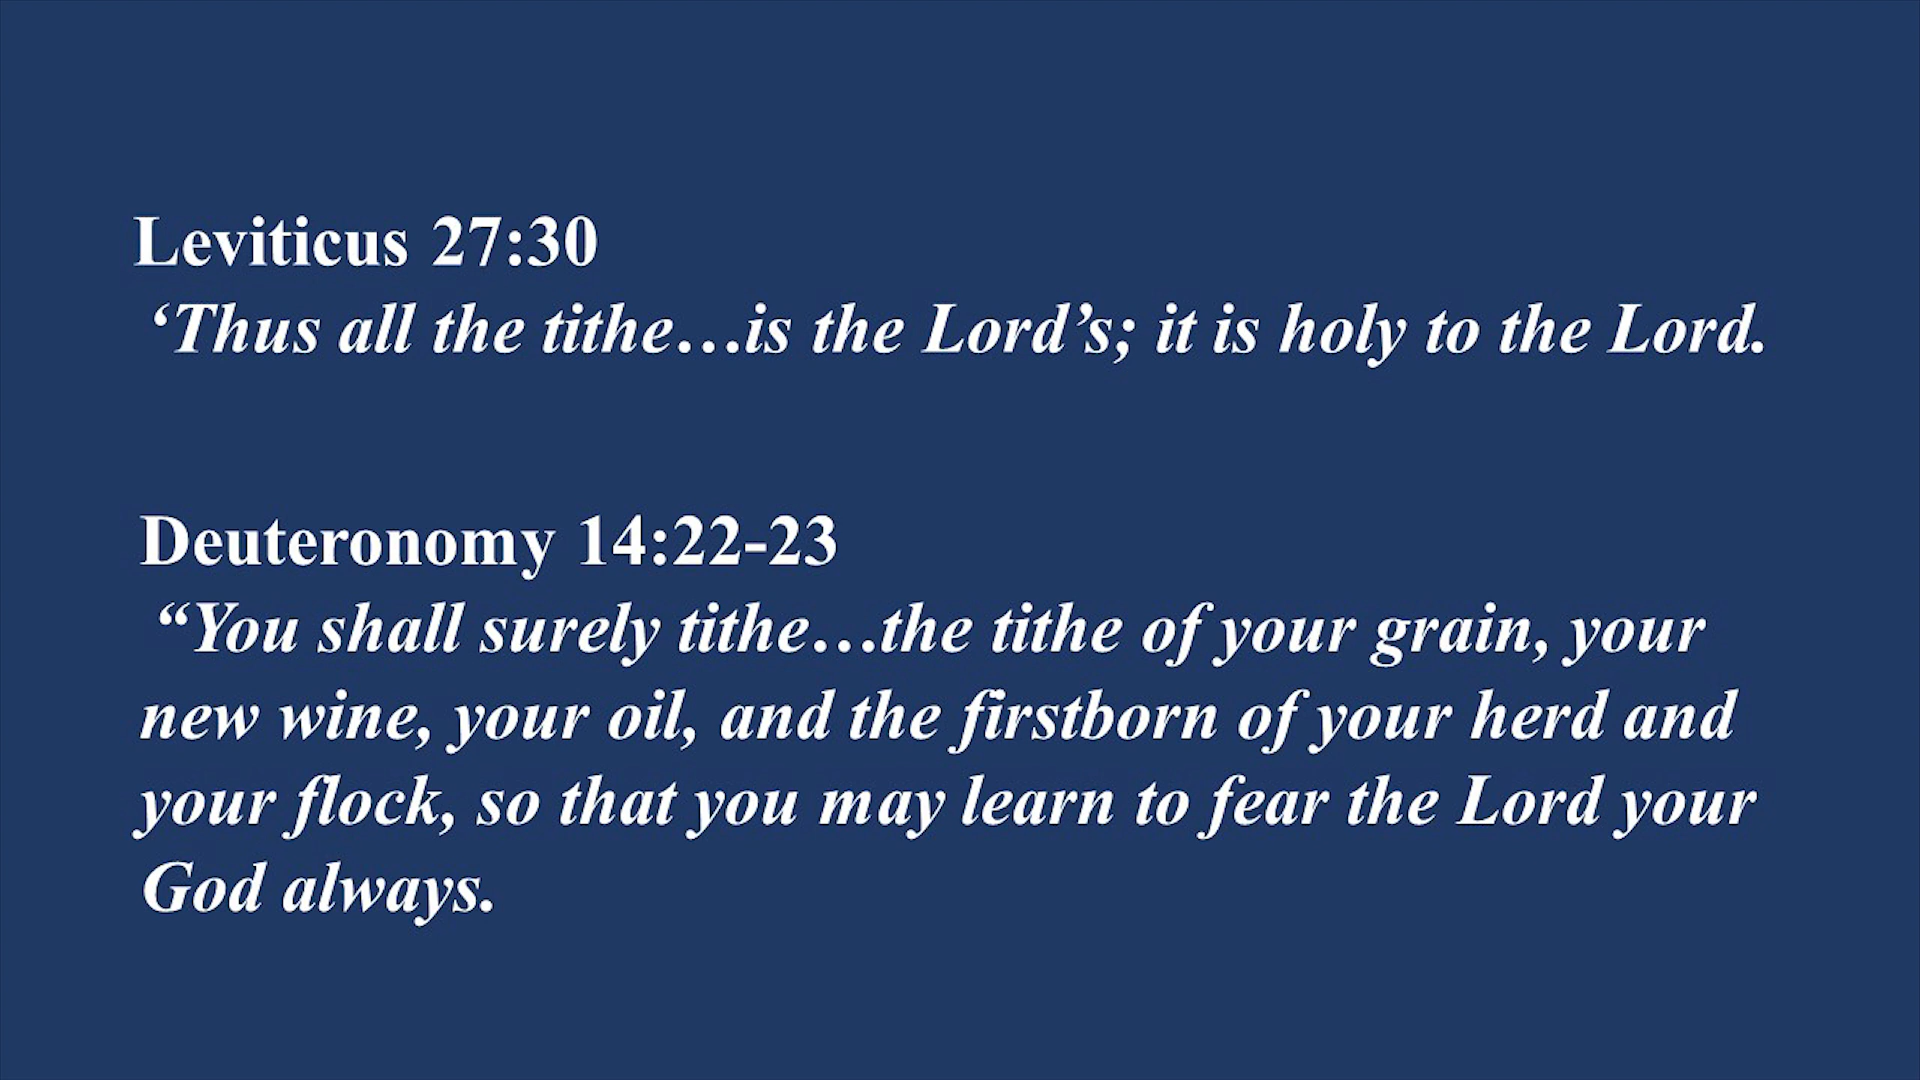 Leviticus 27:30
‘Thus all the tithe…is the Lord’s; it is holy to the Lord.
Deuteronomy 14:22-23
“You shall surely tithe…the tithe of your grain, your
new wine, your oil, and the firstborn of your herd and
your flock, so that you may learn to fear the Lord your
God always.